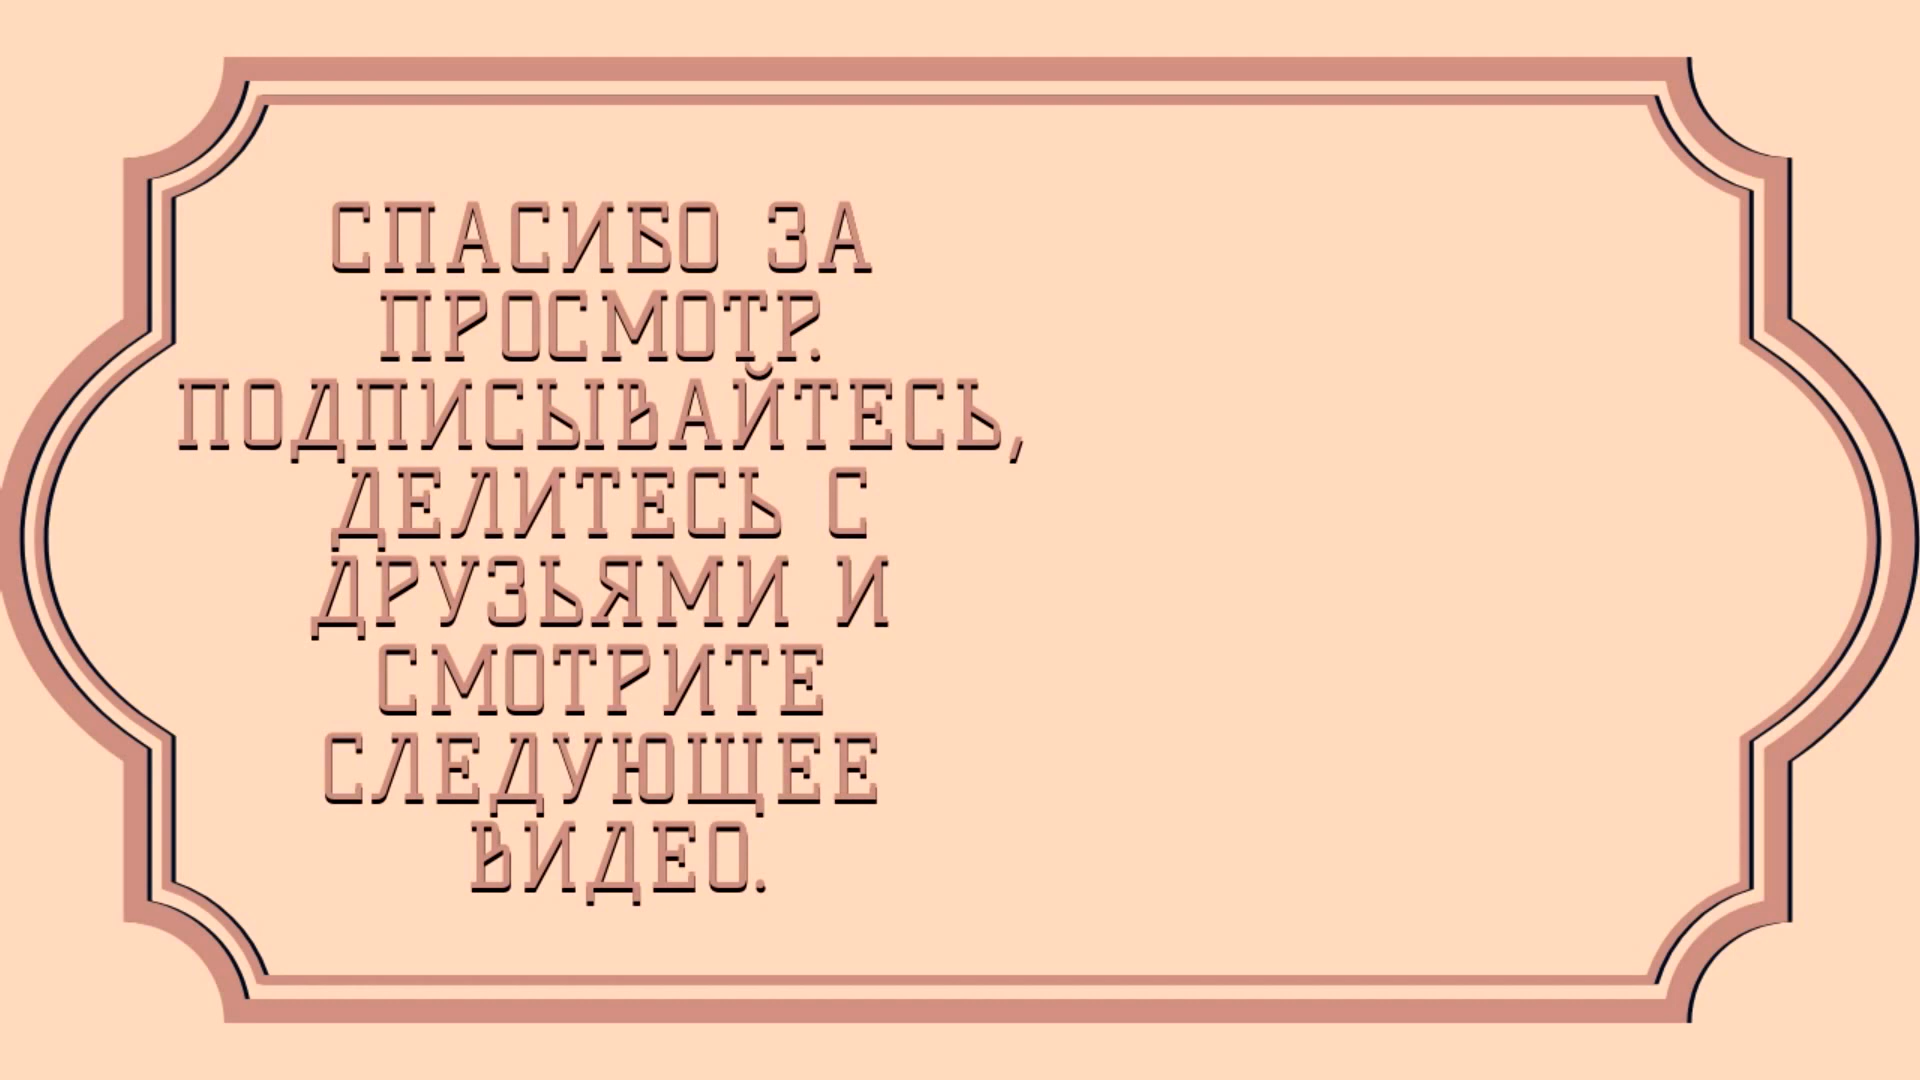 СПАСИБО ЗА
ПРОСМОТР.
ПОДПИСЫВАЙТЕСЬ,
ДЕЛИТЕСЬ С
ДРУЗЬЯМИ И
СМОТРИТЕ
СЛЕДУЮЩЕЕ
ВИДЕО.